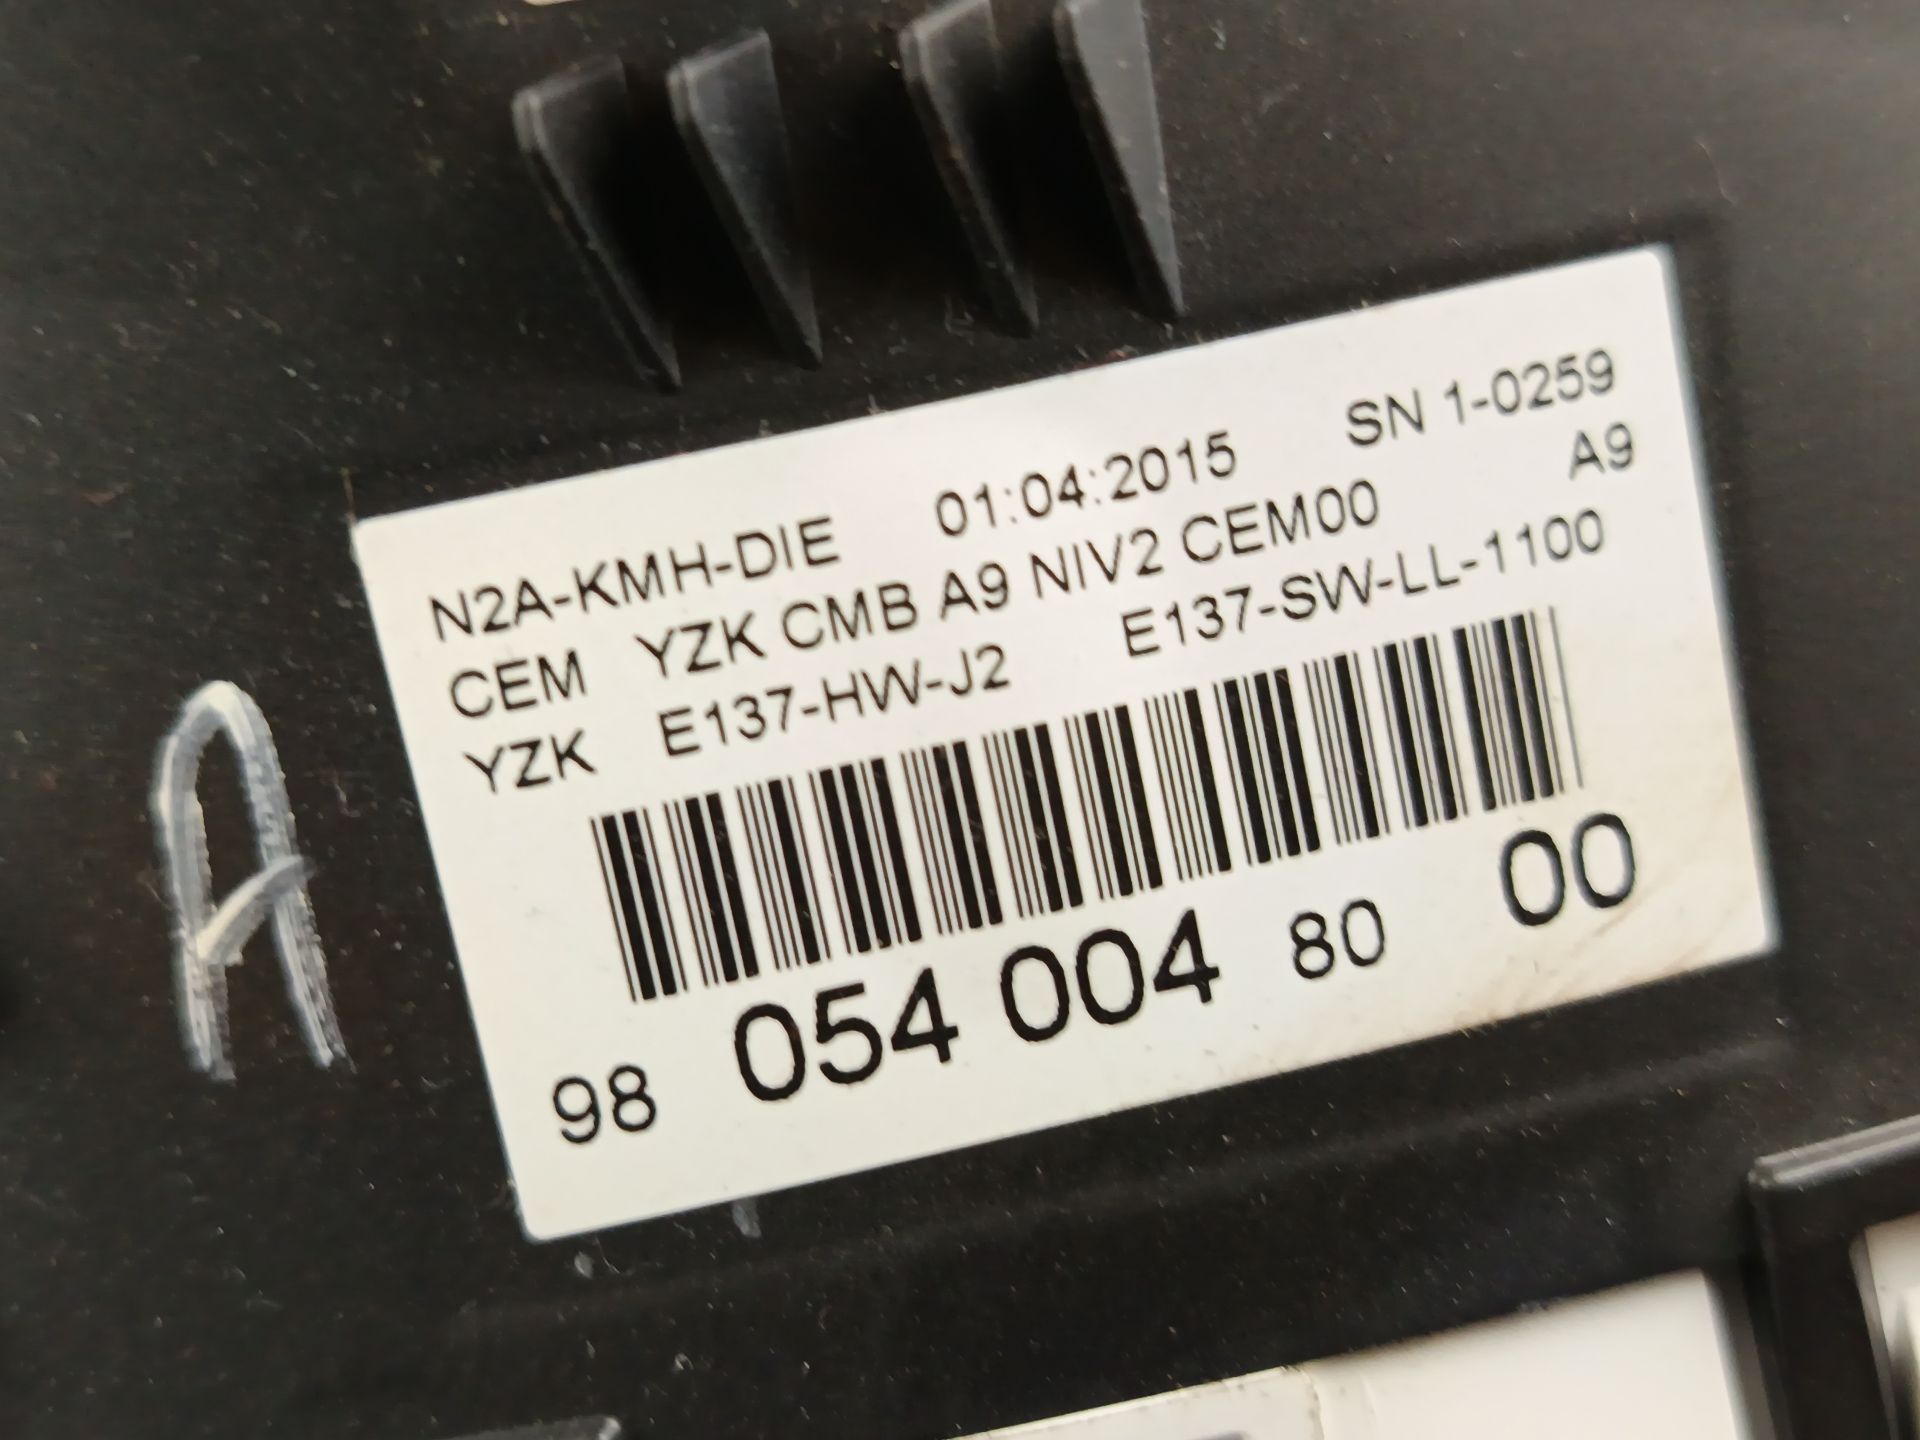 N2A-KMH-DIE 01:04:2015 SN 1-0259
CEM YZK CMB A9 NIV2 CEM00 A9
YZK E137-HW-J2 E137-SW-LL-1100
98 054 004 80 00
A